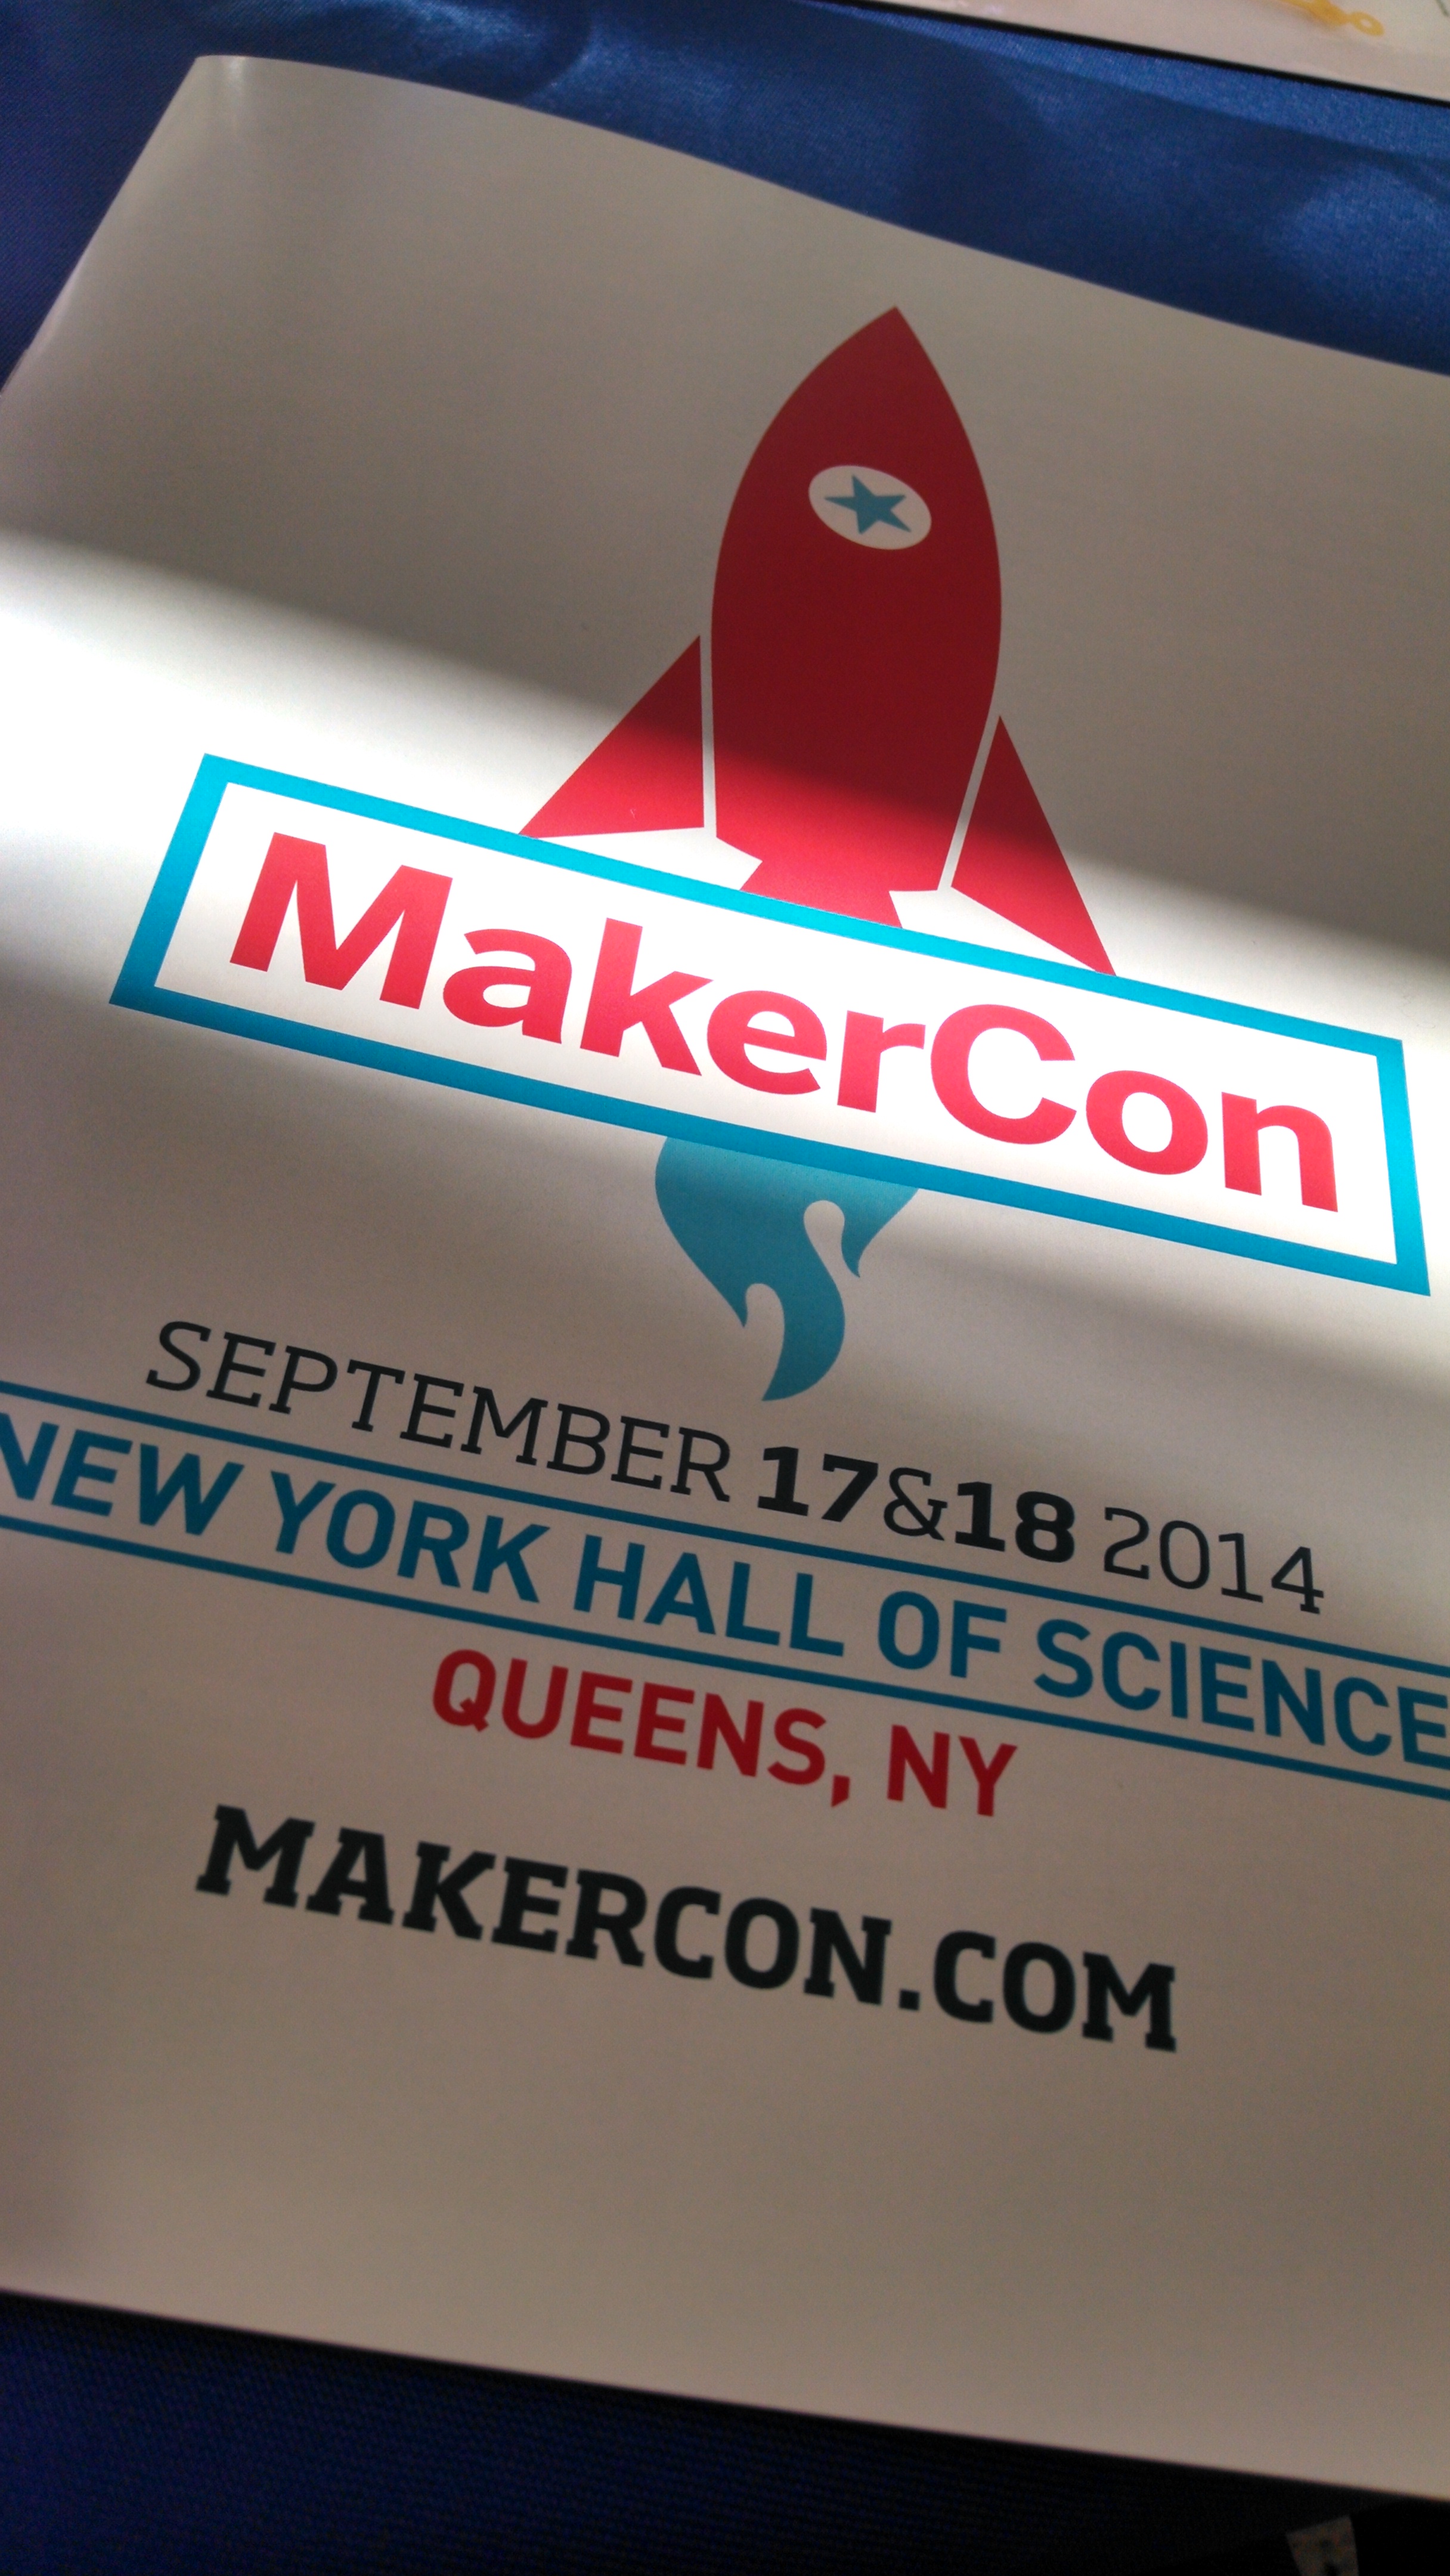 MakerCon
SEPTEMBER 17&18 2014
NEW YORK HALL OF SCIENCE
QUEENS, NY
MAKERCON.COM